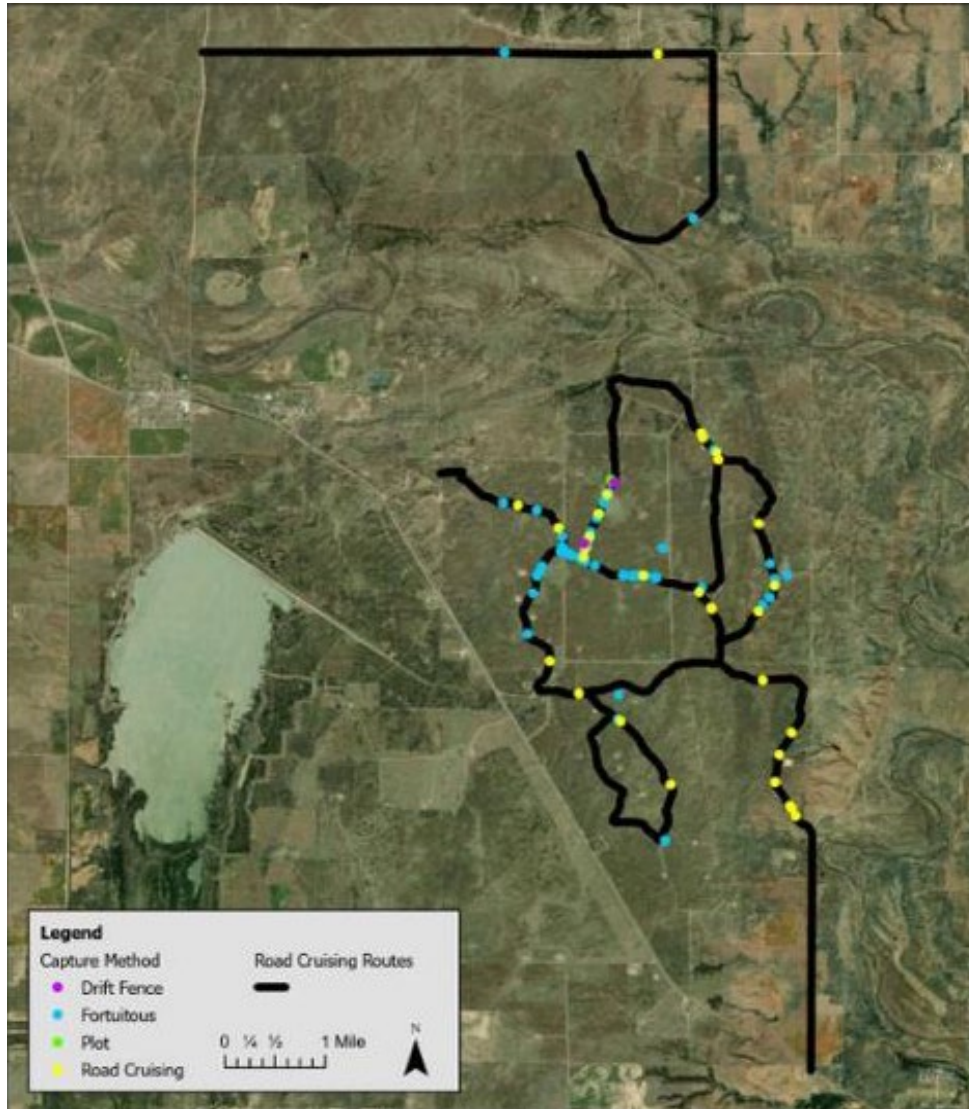 Legend
Capture Method
Drift Fence
Fortuitous
Plot
Road Cruising
Road Cruising Routes
0 ¼ ½ 1 Mile
N